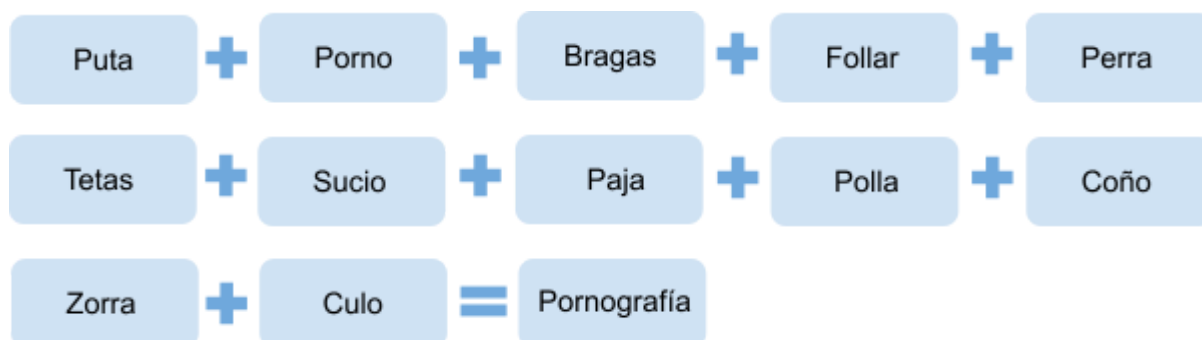 Puta + Porno + Bragas + Follar + Perra
Tetas + Sucio + Paja + Polla + Coño
Zorra + Culo = Pornografía